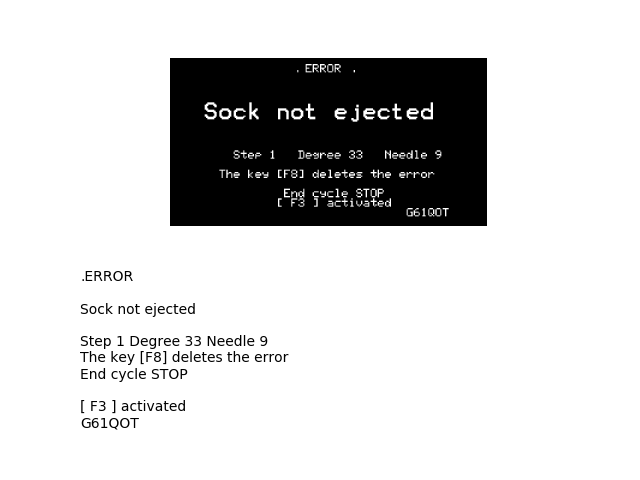 . ERROR .
Sock not ejected
Step 1 Degree 33 Needle 9
The key [F8] deletes the error
End cycle STOP
[ F3 ] activated
G61QOT
.ERROR
Sock not ejected
Step 1 Degree 33 Needle 9
The key [F8] deletes the error
End cycle STOP
[ F3 ] activated
G61QOT